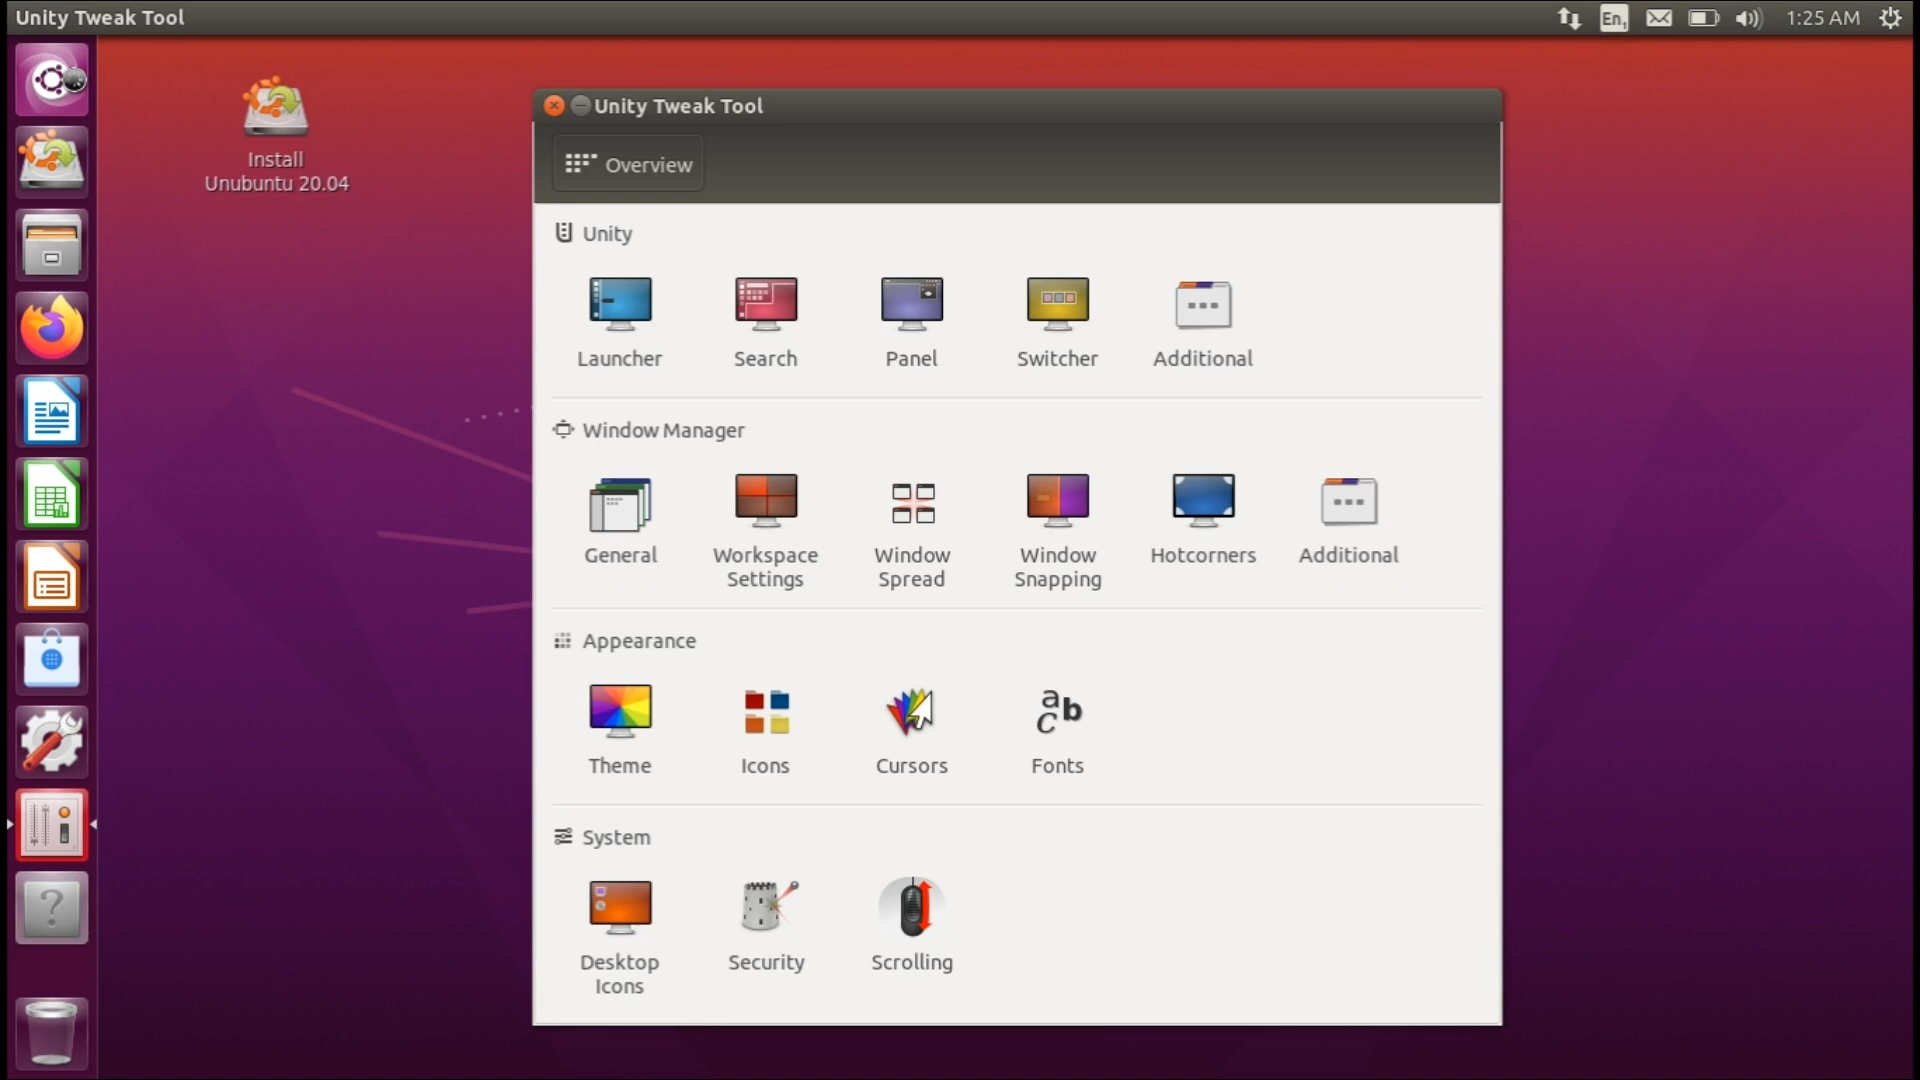 Unity Tweak Tool
En1
1:25 AM
Install
Unubuntu 20.04
Unity Tweak Tool
Overview
Unity
Launcher
Search
Panel
Switcher
Additional
Window Manager
General
Workspace
Settings
Window
Spread
Window
Snapping
Hotcorners
Additional
Appearance
Theme
Icons
Cursors
Fonts
System
Desktop
Icons
Security
Scrolling